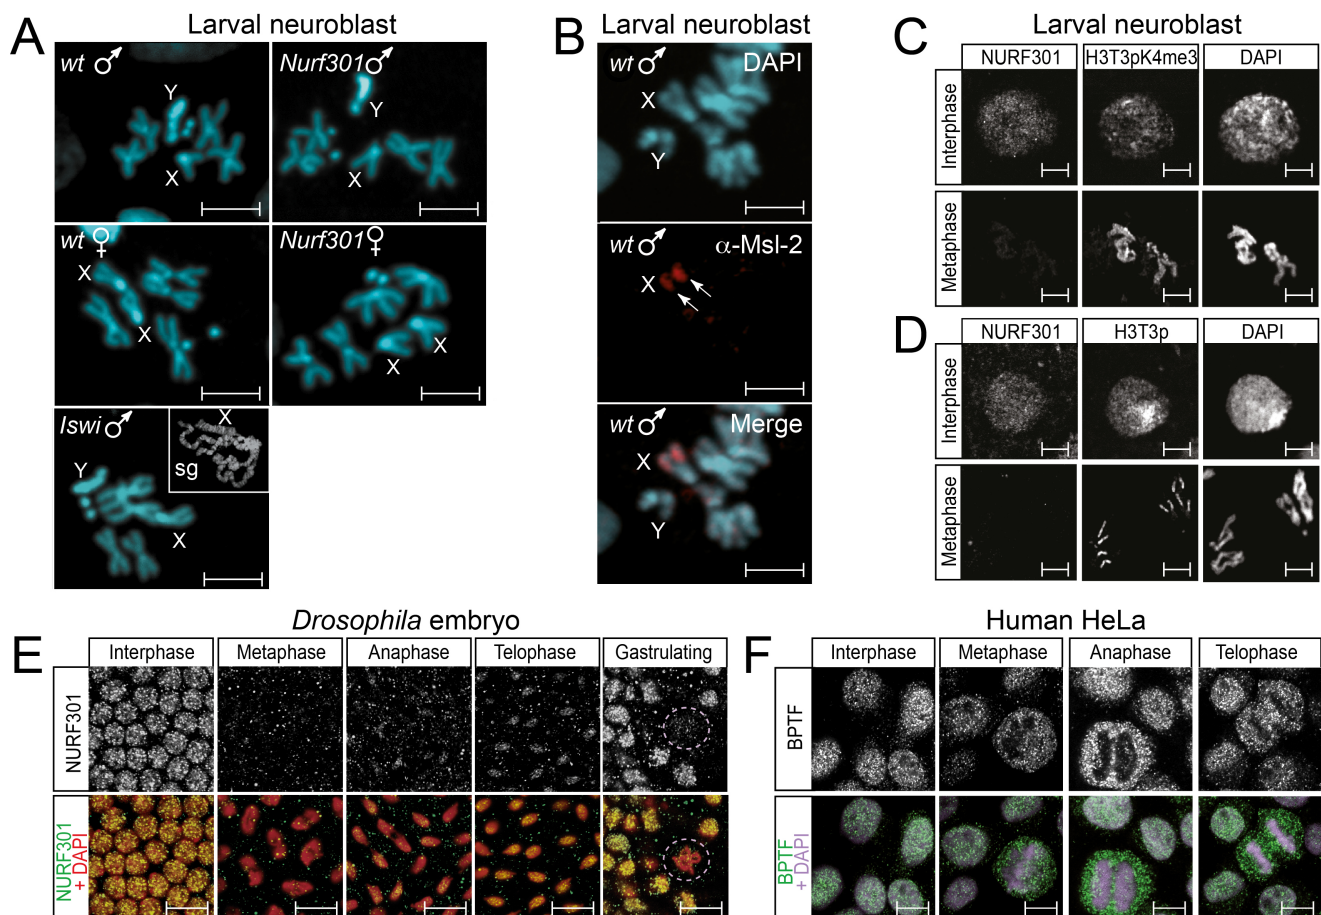 A
Larval neuroblast
wt ♂
Y
X
Nurf301 ♂
Y
X
wt ♀
X
X
Nurf301 ♀
X
X
Iswi ♂
X
sg
Y
X
B
Larval neuroblast
wt ♂
DAPI
X
Y
wt ♂
α-Msl-2
X
wt ♂
Merge
X
Y
C
Larval neuroblast
NURF301
H3T3pK4me3
DAPI
Interphase
Metaphase
D
NURF301
H3T3p
DAPI
Interphase
Metaphase
E
Drosophila embryo
Interphase
Metaphase
Anaphase
Telophase
Gastrulating
NURF301
NURF301
+ DAPI
F
Human HeLa
Interphase
Metaphase
Anaphase
Telophase
BPTF
BPTF
+ DAPI